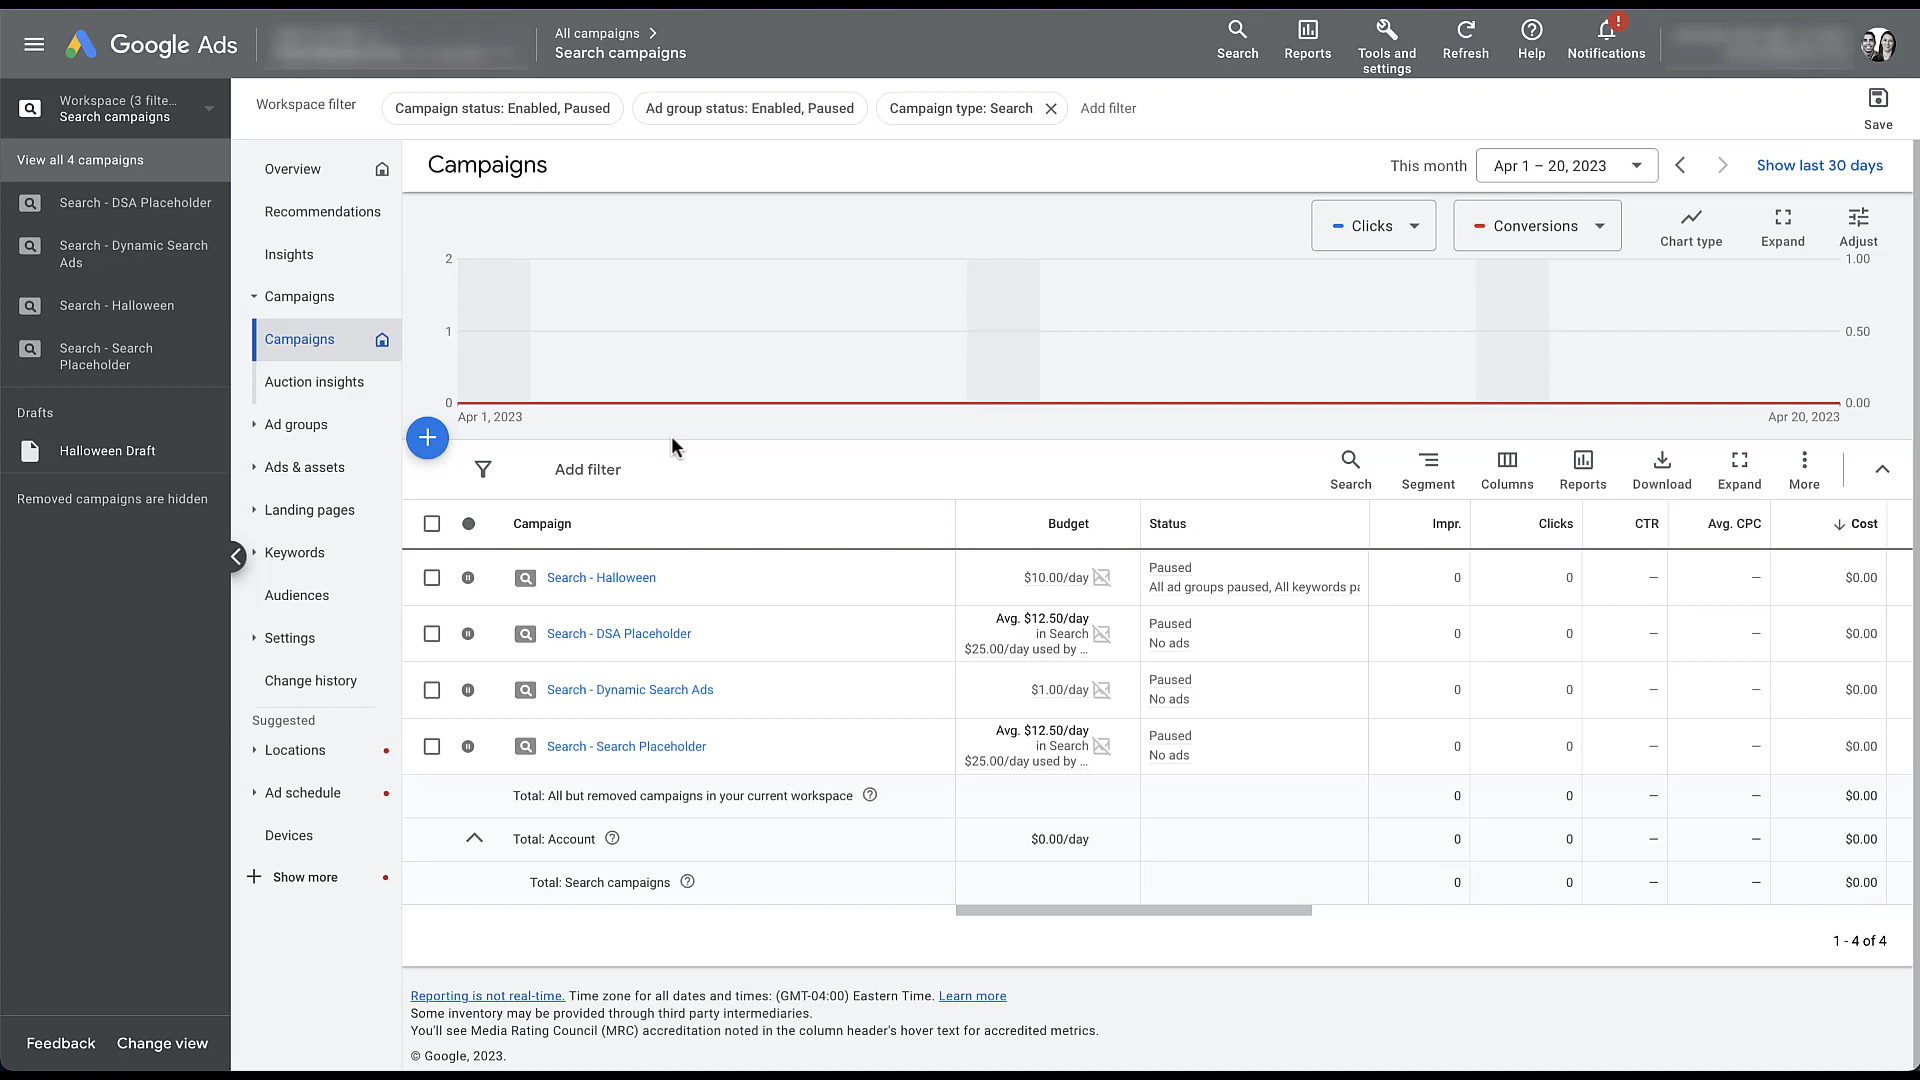 Google Ads
All campaigns
Search campaigns
Search
Reports
Tools and
settings
Refresh
Help
!
Notifications
Workspace (3 filte...
Search campaigns
View all 4 campaigns
Search - DSA Placeholder
Search - Dynamic Search
Ads
Search - Halloween
Search - Search
Placeholder
Drafts
Halloween Draft
Removed campaigns are hidden
Feedback
Change view
Workspace filter
Campaign status: Enabled, Paused
Ad group status: Enabled, Paused
Campaign type: Search
Add filter
Save
Overview
Recommendations
Insights
Campaigns
Campaigns
Auction insights
Ad groups
Ads & assets
Landing pages
Keywords
Audiences
Settings
Change history
Suggested
Locations
Ad schedule
Devices
Show more
Campaigns
This month
Apr 1 – 20, 2023
Show last 30 days
Clicks
Conversions
Chart type
Expand
Adjust
2
1
0
1.00
0.50
0.00
Apr 1, 2023
Apr 20, 2023
Add filter
Search
Segment
Columns
Reports
Download
Expand
More
Campaign Budget Status Impr. Clicks CTR Avg. CPC Cost
Search - Halloween $10.00/day Paused 0 0 – – $0.00
All ad groups paused, All keywords pa
Search - DSA Placeholder Avg. $12.50/day Paused 0 0 – – $0.00
in Search No ads
$25.00/day used by ...
Search - Dynamic Search Ads $1.00/day Paused 0 0 – – $0.00
No ads
Search - Search Placeholder Avg. $12.50/day Paused 0 0 – – $0.00
in Search No ads
$25.00/day used by ...
Total: All but removed campaigns in your current workspace 0 0 – – $0.00
Total: Account $0.00/day 0 0 – – $0.00
Total: Search campaigns 0 0 – – $0.00
1 - 4 of 4
Reporting is not real-time. Time zone for all dates and times: (GMT-04:00) Eastern Time. Learn more
Some inventory may be provided through third party intermediaries.
You'll see Media Rating Council (MRC) accreditation noted in the column header's hover text for accredited metrics.
© Google, 2023.